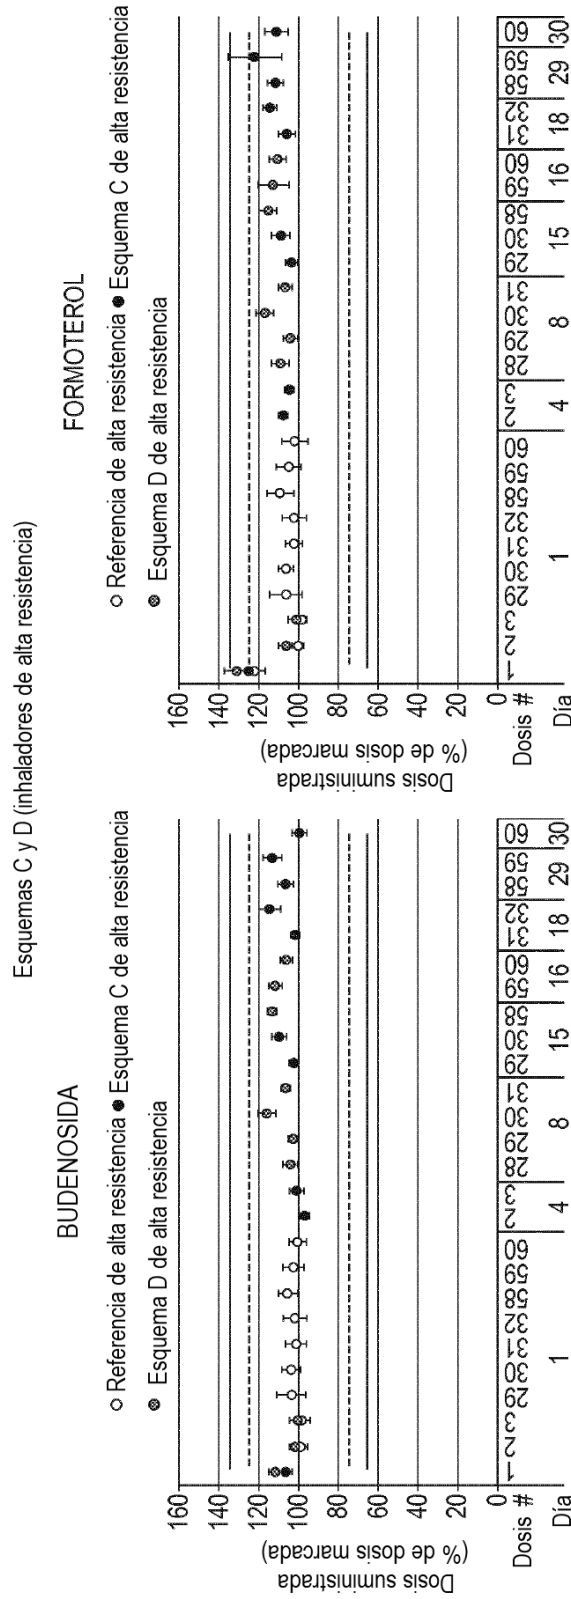 Esquemas C y D (inhaladores de alta resistencia)
BUDENOSIDA
Referencia de alta resistencia Esquema C de alta resistencia
Esquema D de alta resistencia
Dosis suministrada
(% de dosis marcada)
160
140
120
100
80
60
40
20
0
Dosis # 1 2 3 29 30 31 32 58 59 60 2 3 28 29 30 31 29 30 58 59 60 31 32 58 59 60
Día 1 4 8 15 16 18 29 30
FORMOTEROL
Referencia de alta resistencia Esquema C de alta resistencia
Esquema D de alta resistencia
Dosis suministrada
(% de dosis marcada)
160
140
120
100
80
60
40
20
0
Dosis # 1 2 3 29 30 31 32 58 59 60 2 3 28 29 30 31 29 30 58 59 60 31 32 58 59 60
Día 1 4 8 15 16 18 29 30